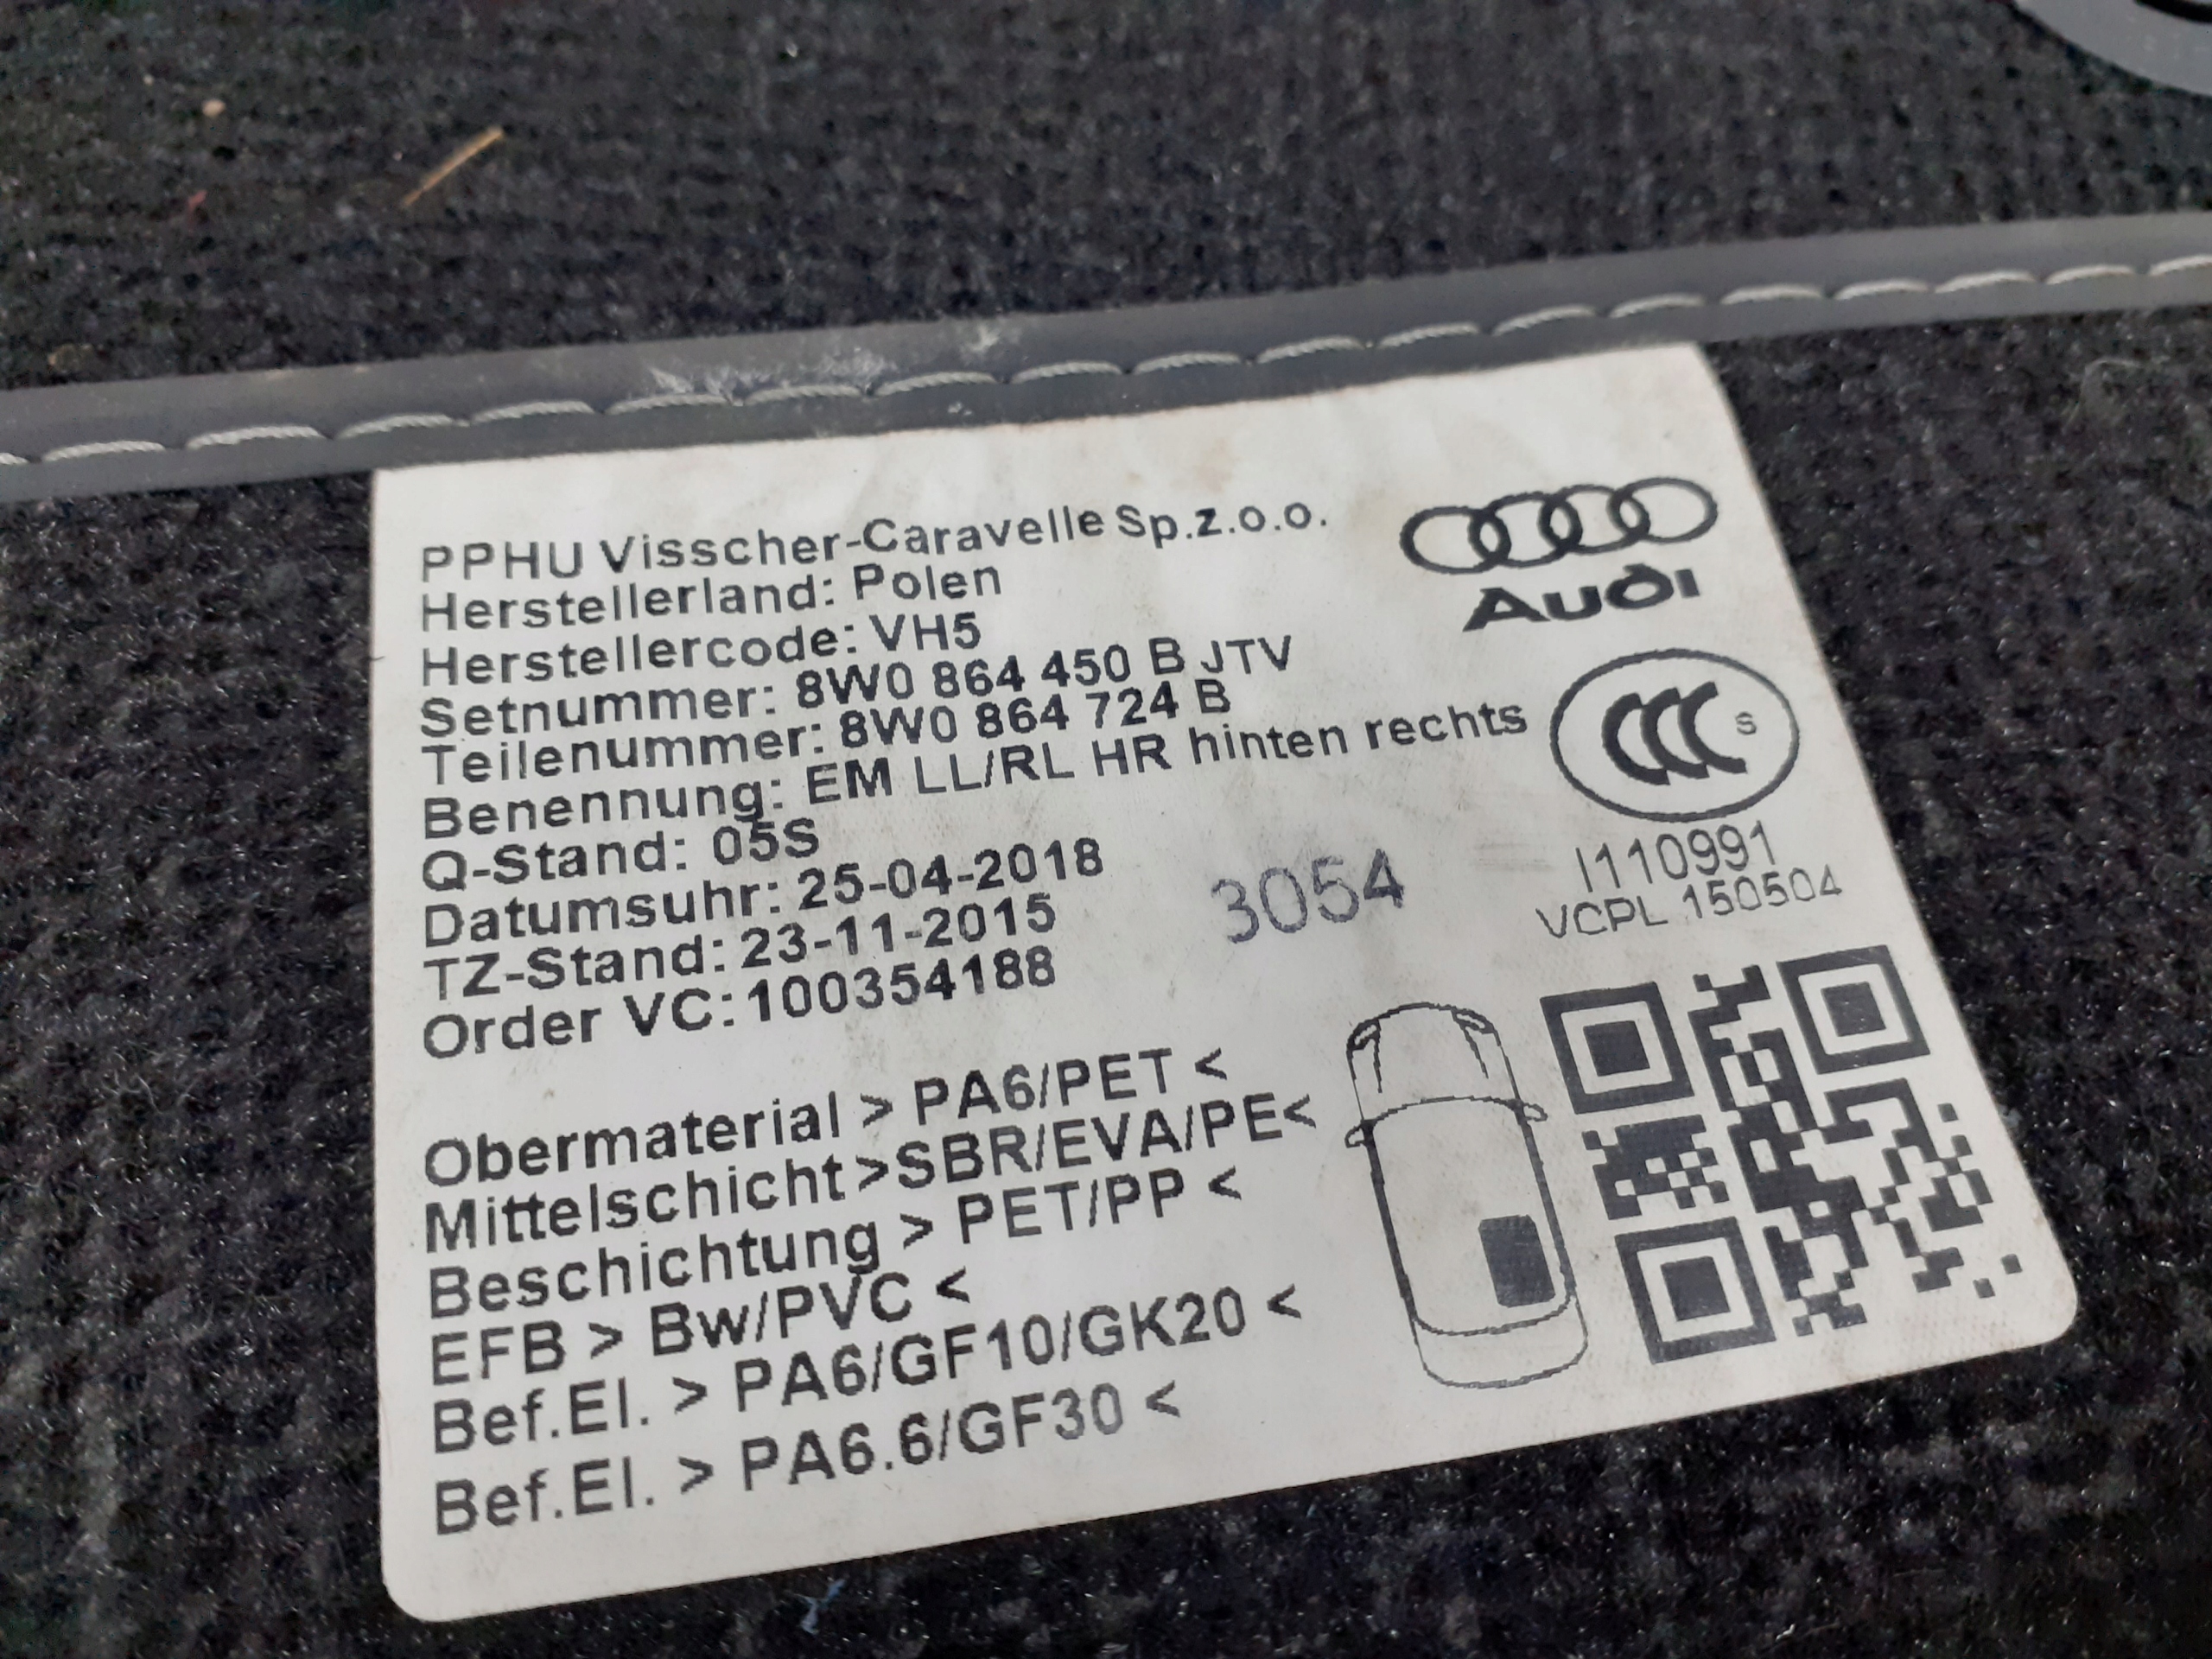 PPHU Visscher-Caravelle Sp.z.o.o.
Herstellerland: Polen
Herstellercode: VH5
Setnummer: 8W0 864 450 B JTV
Teilenummer: 8W0 864 724 B
Benennung: EM LL/RL HR hinten rechts
Q-Stand: 05S
Datumsuhr: 25-04-2018
TZ-Stand: 23-11-2015
Order VC:100354188
3054
Audi
CCC S
I110991
VCPL 150504
Obermaterial > PA6/PET <
Mittelschicht >SBR/EVA/PE<
Beschichtung > PET/PP <
EFB > Bw/PVC <
Bef.El. > PA6/GF10/GK20 <
Bef.El. > PA6.6/GF30 <